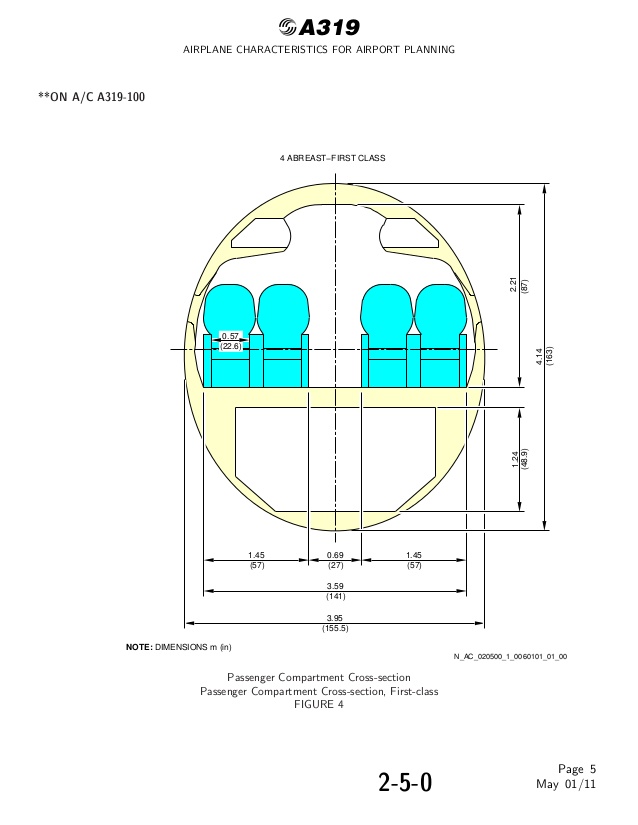 A319
AIRPLANE CHARACTERISTICS FOR AIRPORT PLANNING
**ON A/C A319-100
4 ABREAST–FIRST CLASS
2.21
(87)
0.57
(22.6)
4.14
(163)
1.24
(48.9)
1.45
(57)
0.69
(27)
1.45
(57)
3.59
(141)
3.95
(155.5)
NOTE: DIMENSIONS m (in)
N_AC_020500_1_0060101_01_00
Passenger Compartment Cross-section
Passenger Compartment Cross-section, First-class
FIGURE 4
2-5-0
Page 5
May 01/11